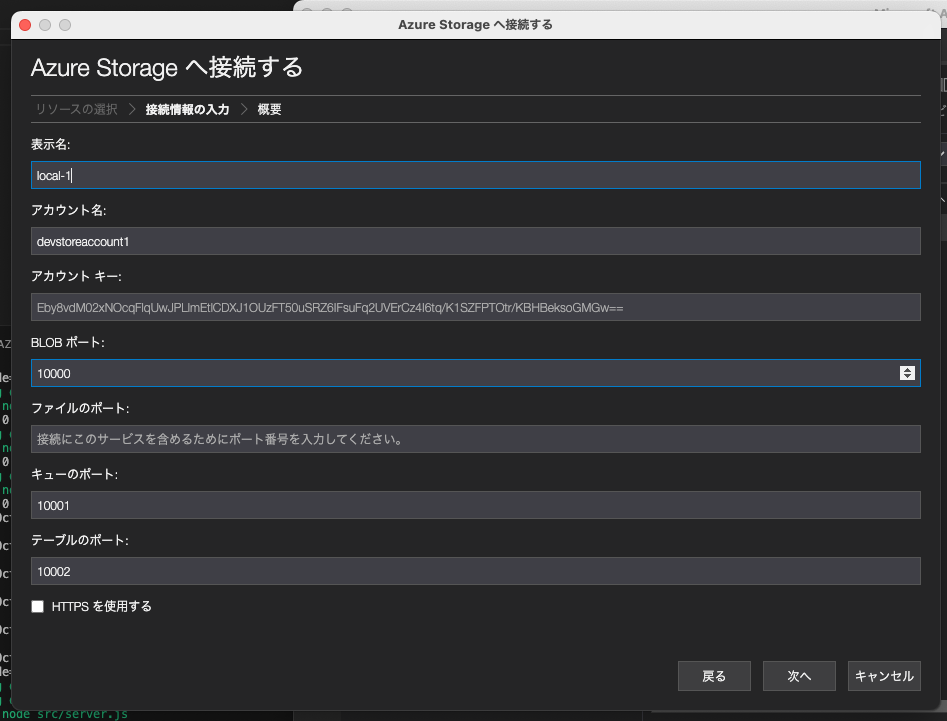 Azure Storage へ接続する
Azure Storage へ接続する
リソースの選択 > 接続情報の入力 > 概要
表示名:
local-1
アカウント名:
devstoreaccount1
アカウント キー:
Eby8vdM02xNOcqFlqUwJPLlmEtlCDXJ1OUzFT50uSRZ6IFsuFq2UVErCz4I6tq/K1SZFPTOtr/KBHBeksoGMGw==
BLOB ポート:
10000
ファイルのポート:
接続にこのサービスを含めるためにポート番号を入力してください。
キューのポート:
10001
テーブルのポート:
10002
HTTPS を使用する
戻る 次へ キャンセル
node src/server.js